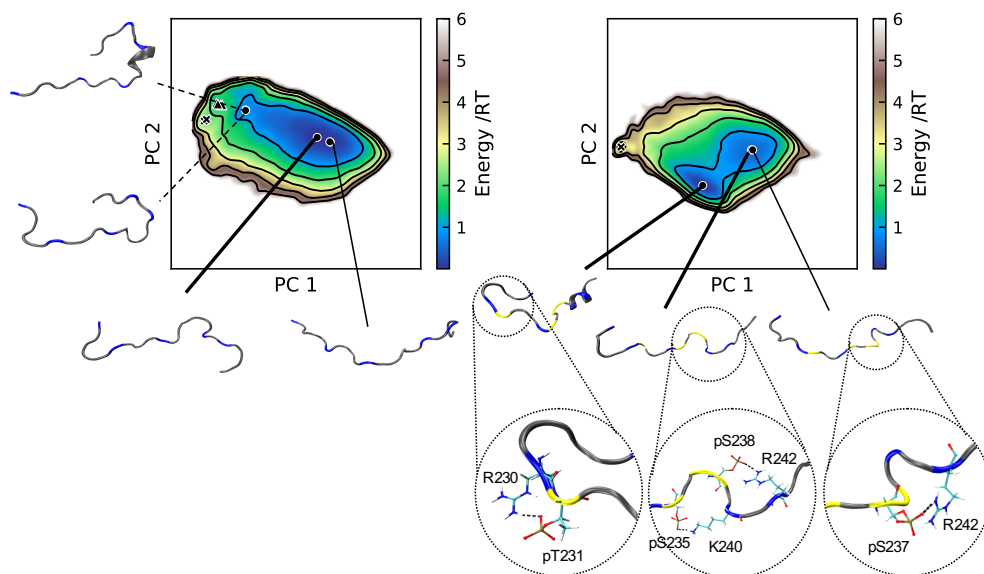 6
5
4
3
2
1
Energy /RT
PC 2
PC 1
6
5
4
3
2
1
Energy /RT
PC 2
PC 1
R230
pT231
pS238
R242
pS235
K240
pS237
R242